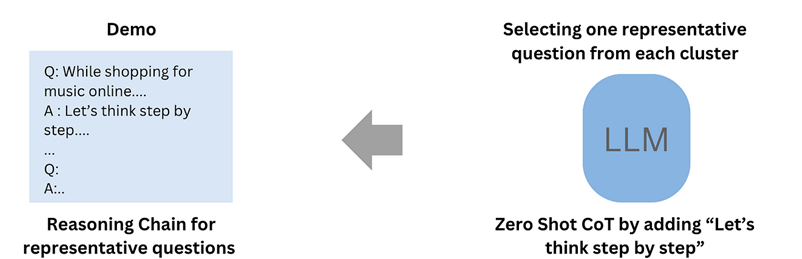 Demo
Q: While shopping for
music online....
A : Let's think step by
step....
...
Q:
A:..
Reasoning Chain for
representative questions
Selecting one representative
question from each cluster
LLM
Zero Shot CoT by adding “Let's
think step by step”